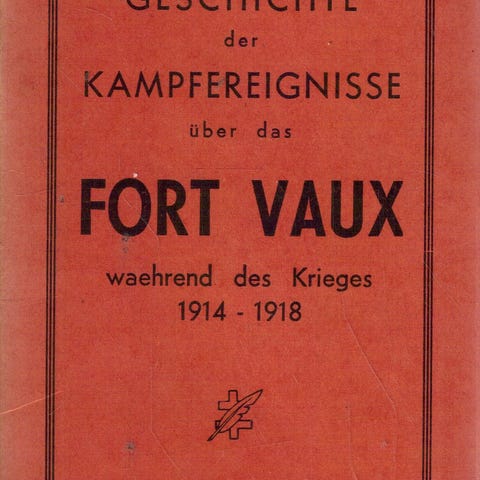 GESCHICHTE
der
KAMPFEREIGNISSE
über das
FORT VAUX
waehrend des Krieges
1914 - 1918